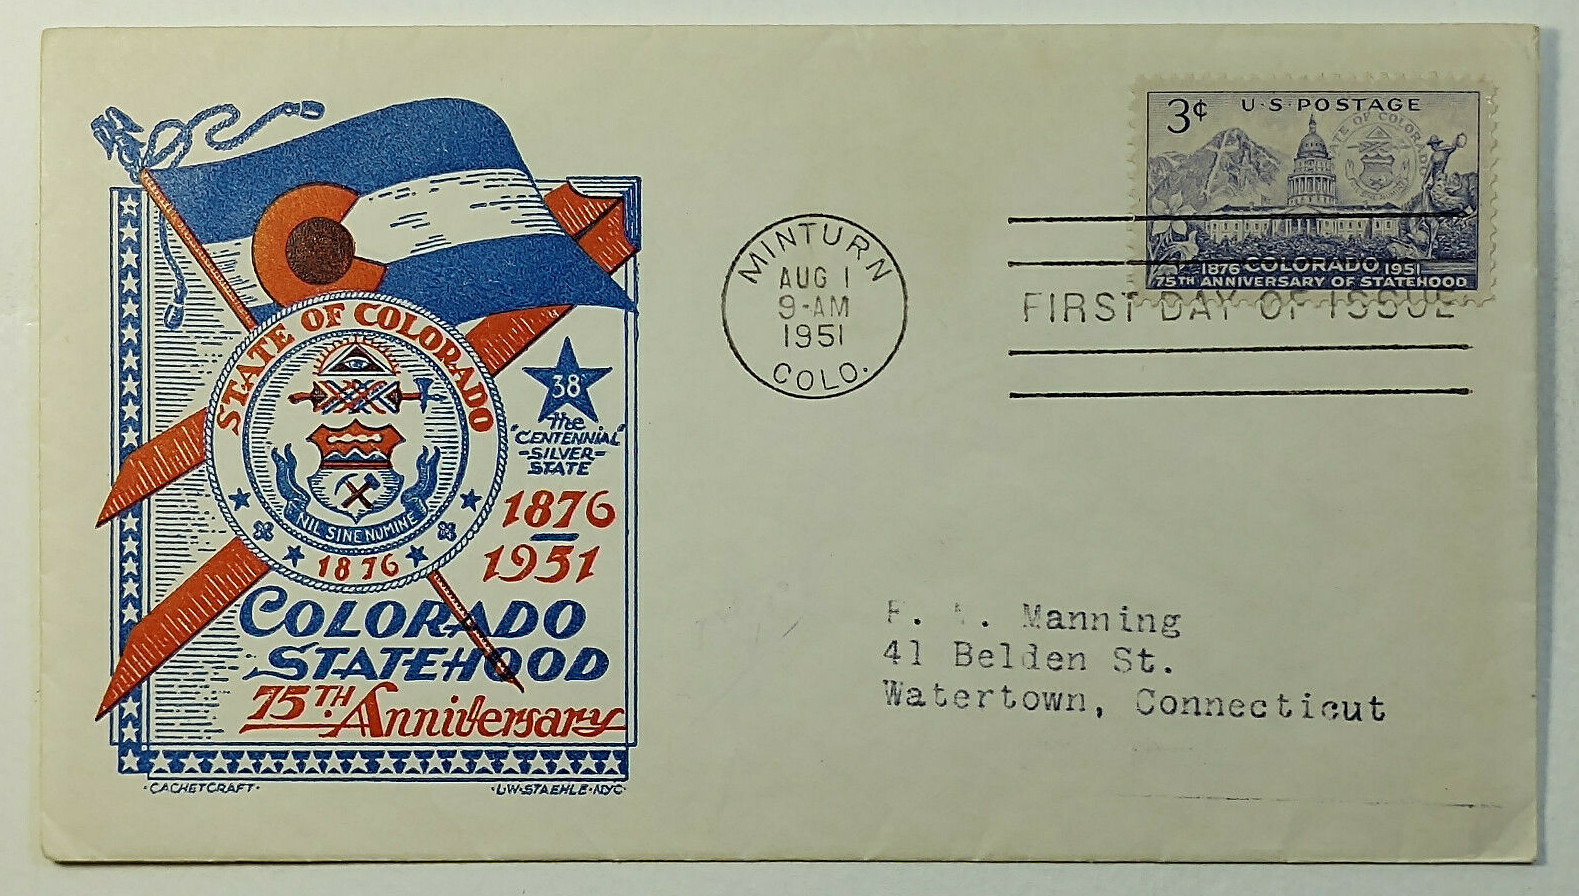 3¢ U·S·POSTAGE
STATE OF COLORADO
1876 COLORADO 1951
75TH ANNIVERSARY OF STATEHOOD
MINTURN
AUG 1
9-AM
1951
COLO.
FIRST DAY OF ISSUE
STATE OF COLORADO
NIL SINE NUMINE
1876
38
the
"CENTENNIAL"
-SILVER-
STATE
1876
1951
COLORADO
STATEHOOD
75TH Anniversary
·CACHETCRAFT· ·L·W·STAEHLE·NYC·
Manning
41 Belden St.
Watertown, Connecticut